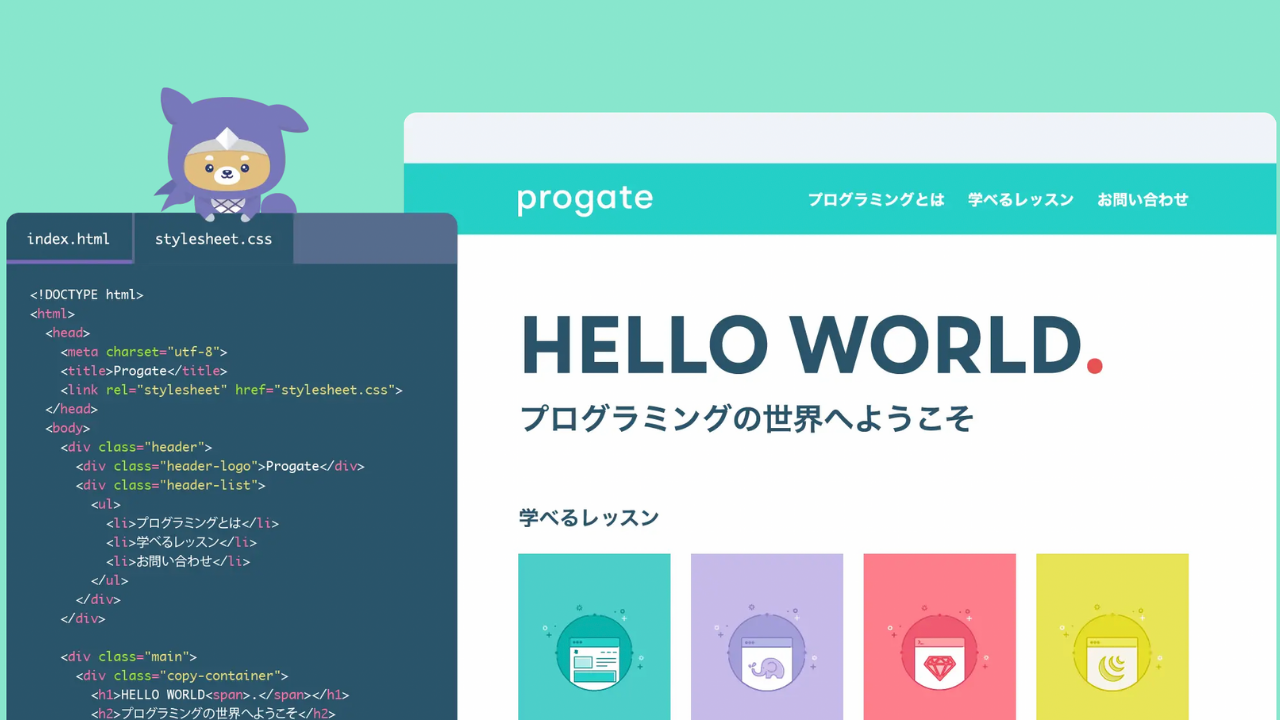 index.html
stylesheet.css
<!DOCTYPE html>
<html>
<head>
<meta charset="utf-8">
<title>Progate</title>
<link rel="stylesheet" href="stylesheet.css">
</head>
<body>
<div class="header">
<div class="header-logo">Progate</div>
<div class="header-list">
<ul>
<li>プログラミングとは</li>
<li>学べるレッスン</li>
<li>お問い合わせ</li>
</ul>
</div>
</div>
<div class="main">
<div class="copy-container">
<h1>HELLO WORLD<span>.</span></h1>
<h2>プログラミングの世界へようこそ</h2>
progate
プログラミングとは 学べるレッスン お問い合わせ
HELLO WORLD.
プログラミングの世界へようこそ
学べるレッスン